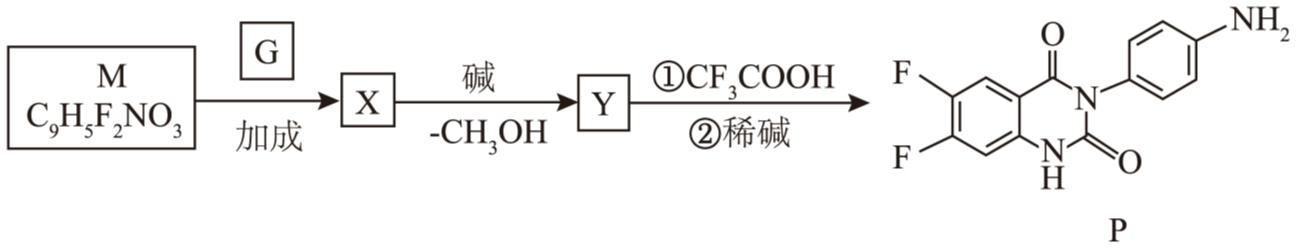 M
C₉H₅F₂NO₃
G
加成
X
碱
-CH₃OH
Y
①CF₃COOH
②稀碱
O
NH₂
F
N
F
N
H
O
P